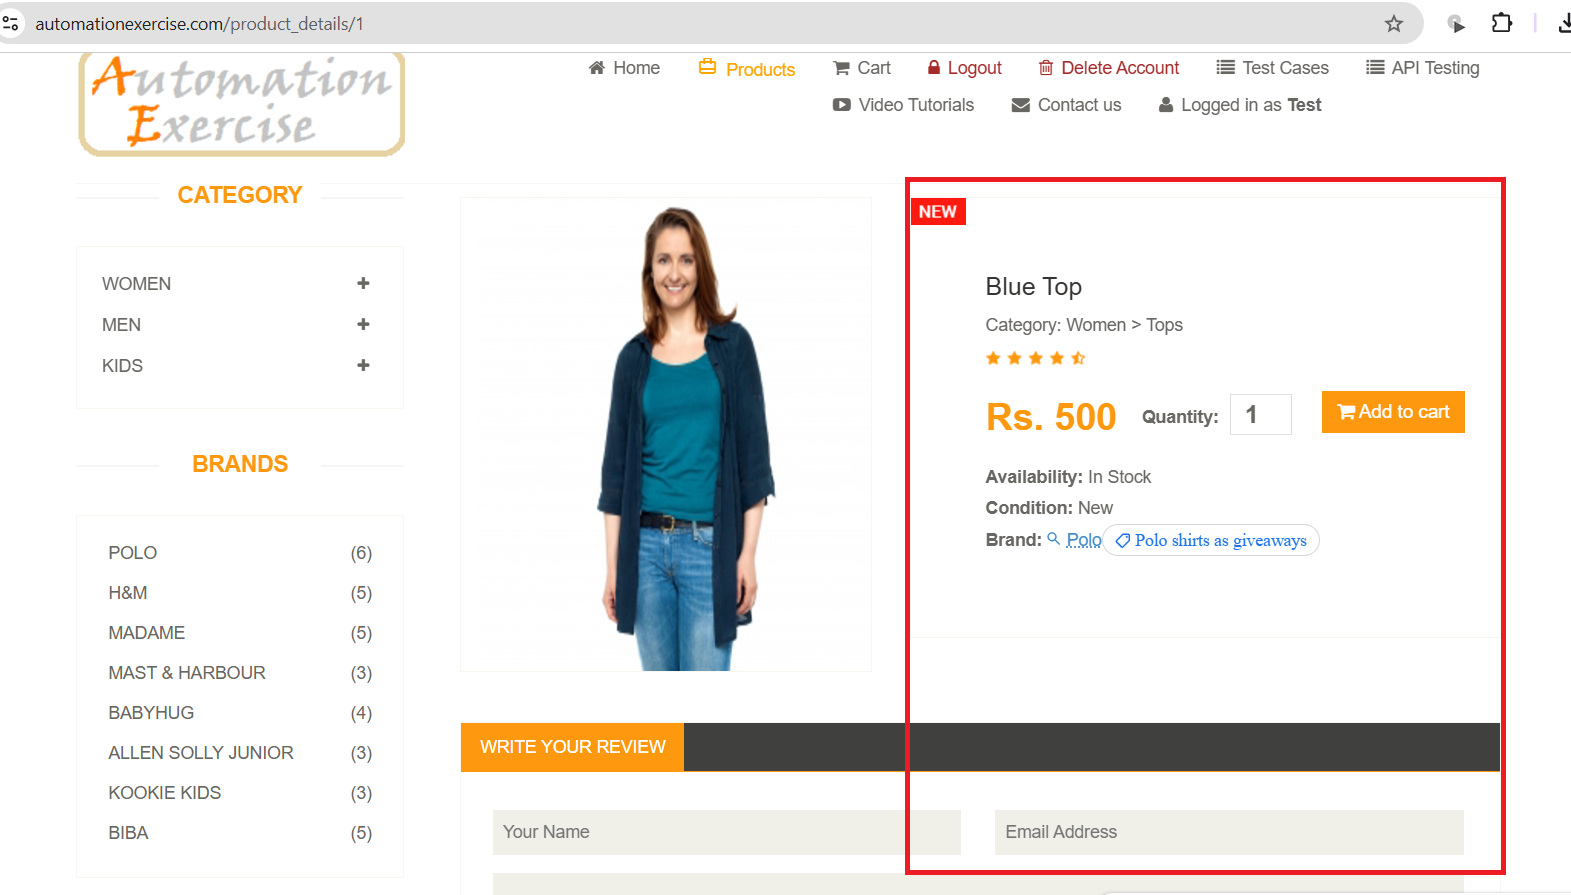 automationexercise.com/product_details/1
Automation
Exercise
Home Products Cart Logout Delete Account Test Cases API Testing
Video Tutorials Contact us Logged in as Test
CATEGORY
WOMEN
MEN
KIDS
BRANDS
POLO (6)
H&M (5)
MADAME (5)
MAST & HARBOUR (3)
BABYHUG (4)
ALLEN SOLLY JUNIOR (3)
KOOKIE KIDS (3)
BIBA (5)
NEW
Blue Top
Category: Women > Tops
Rs. 500 Quantity: 1 Add to cart
Availability: In Stock
Condition: New
Brand: Polo Polo shirts as giveaways
WRITE YOUR REVIEW
Your Name Email Address